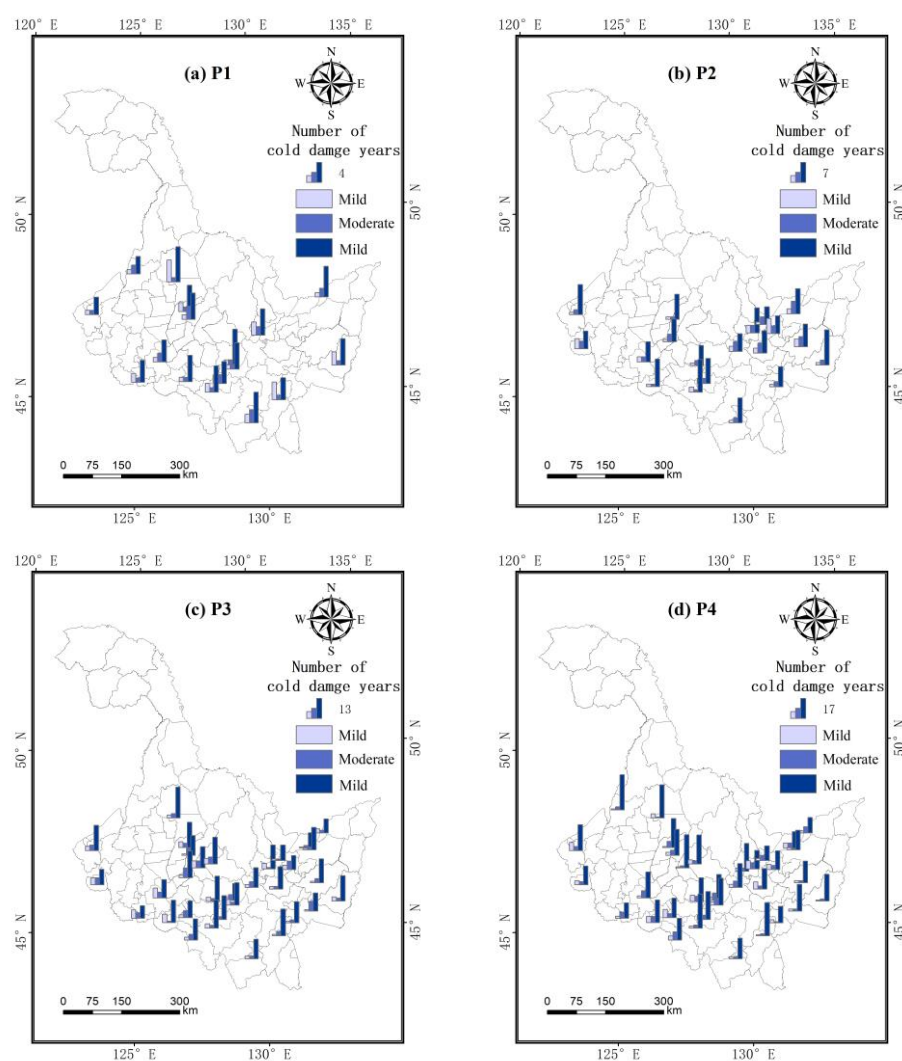 120° E 125° E 130° E 135° E
120° E 125° E 130° E 135° E
(a) P1
N
W E
S
Number of
cold damge years
4
Mild
Moderate
Mild
50° N
50° N
45° N
45° N
0 75 150 300
km
125° E 130° E
(b) P2
N
W E
S
Number of
cold damge years
7
Mild
Moderate
Mild
50° N
50° N
45° N
45° N
0 75 150 300
km
125° E 130° E
120° E 125° E 130° E 135° E
120° E 125° E 130° E 135° E
(c) P3
N
W E
S
Number of
cold damge years
13
Mild
Moderate
Mild
50° N
50° N
45° N
45° N
0 75 150 300
km
125° E 130° E
(d) P4
N
W E
S
Number of
cold damge years
17
Mild
Moderate
Mild
50° N
50° N
45° N
45° N
0 75 150 300
km
125° E 130° E